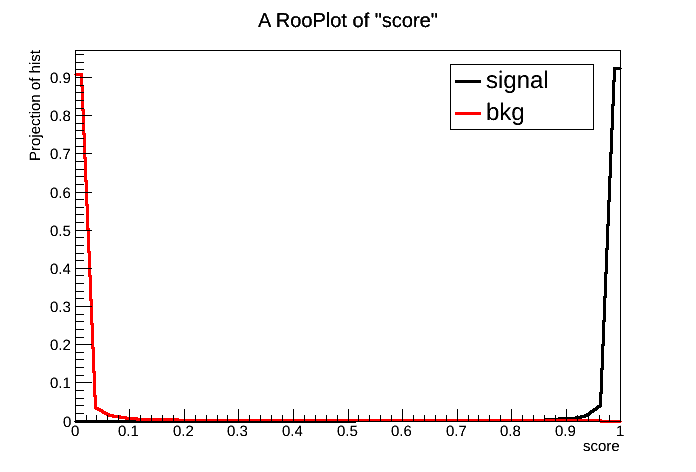 A RooPlot of "score"
Projection of hist
signal
bkg
0.9
0.8
0.7
0.6
0.5
0.4
0.3
0.2
0.1
0
0 0.1 0.2 0.3 0.4 0.5 0.6 0.7 0.8 0.9 1
score